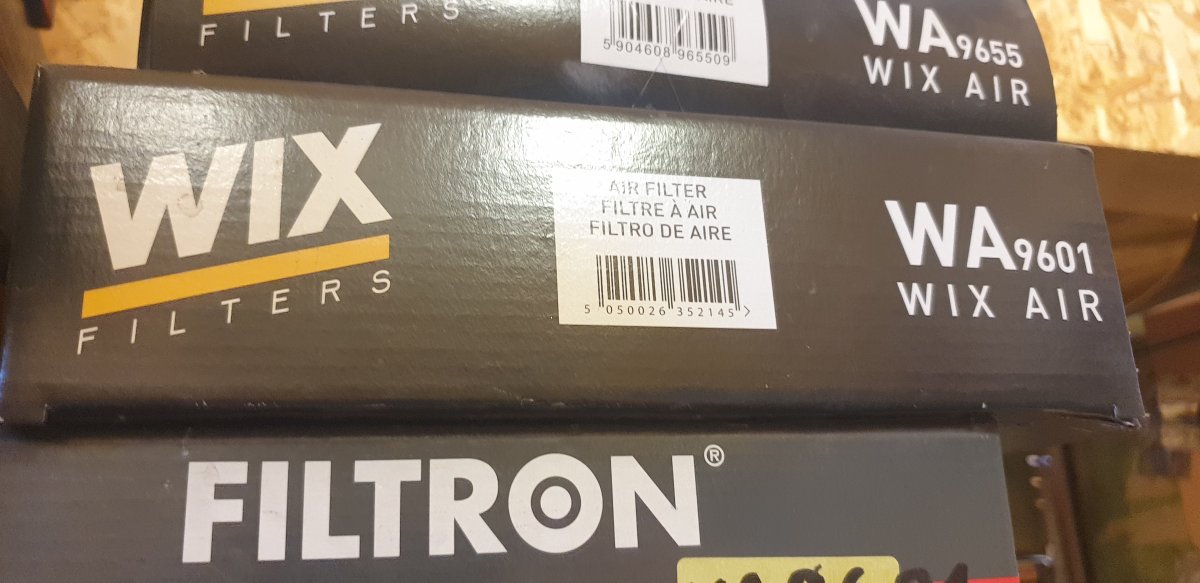 FILTERS
5 904608 965509
WA9655
WIX AIR
WIX
FILTERS
AIR FILTER
FILTRE À AIR
FILTRO DE AIRE
5 050026 352145 >
WA9601
WIX AIR
FILTRON®